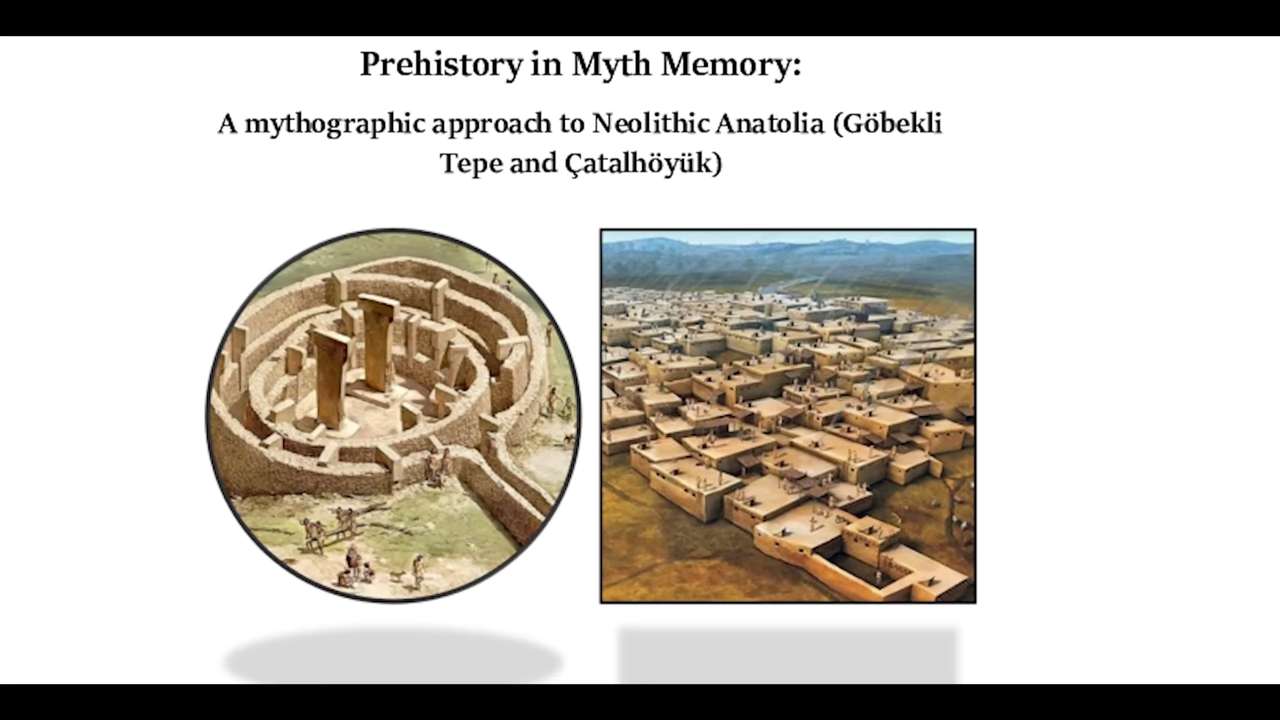 Prehistory in Myth Memory:
A mythographic approach to Neolithic Anatolia (Göbekli
Tepe and Çatalhöyük)